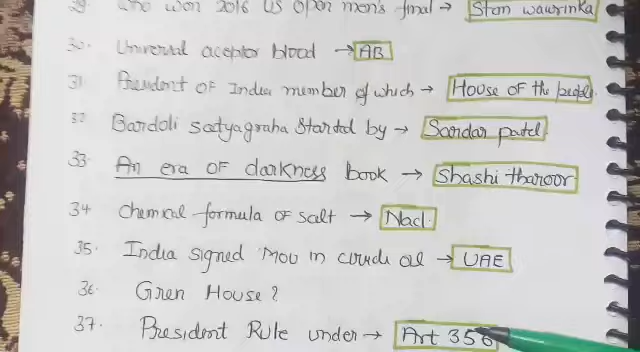 29. who won 2016 US open men's final → Stan wawrinka
30. Universal aceptor blood → AB
31 President of India member of which → House of the people
32 Bardoli Satyagraha Started by → Sardar patel
33. An era of darkness book → Shashi tharoor
34 Chemical formula of salt → Nacl.
35. India signed MOU in crude oil → UAE
36. Gren House?
37. President Rule under → Art 356